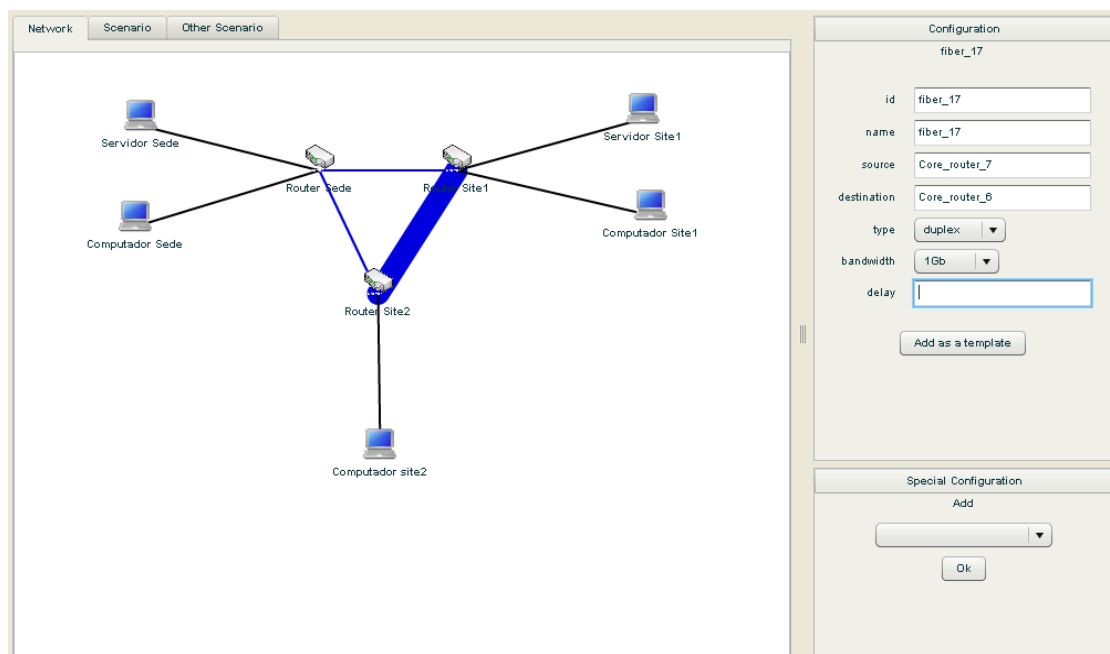 Network
Scenario
Other Scenario
Servidor Sede
Servidor Site1
Router Sede
Router Site1
Computador Sede
Computador Site1
Router Site2
Computador site2
Configuration
fiber_17
id fiber_17
name fiber_17
source Core_router_7
destination Core_router_6
type duplex
bandwidth 1Gb
delay
Add as a template
Special Configuration
Add
Ok